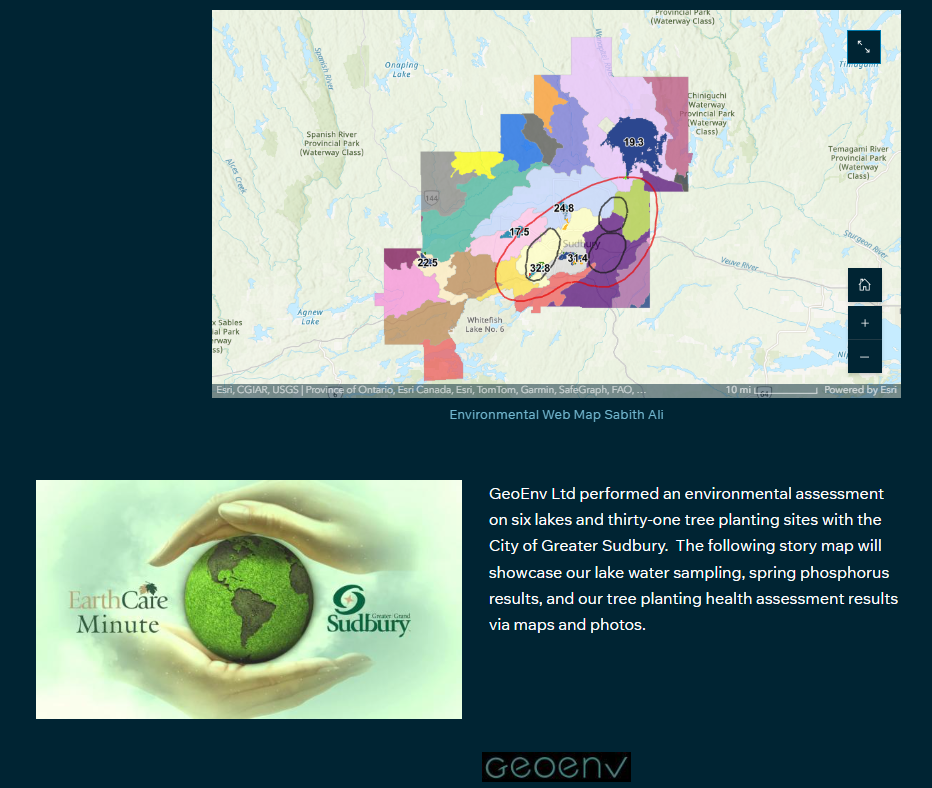 Provincial Park
(Waterway Class)
Spanish River
Onaping
Lake
Chiniguchi
Waterway
Provincial Park
(Waterway
Class)
19.3
Spanish River
Provincial Park
(Waterway Class)
Temagami River
Provincial Park
(Waterway
Class)
144
24.8
17.5
Sudbury
Sturgeon River
22.5
32.8
31.4
Veuve River
Agnew
Lake
Whitefish
Lake No. 6
x Sables
ial Park
erway
ss)
+
−
Esri, CGIAR, USGS | Province of Ontario, Esri Canada, Esri, TomTom, Garmin, SafeGraph, FAO, ...
10 mi
64
Powered by Esri
Environmental Web Map Sabith Ali
GeoEnv Ltd performed an environmental assessment
on six lakes and thirty-one tree planting sites with the
City of Greater Sudbury. The following story map will
showcase our lake water sampling, spring phosphorus
results, and our tree planting health assessment results
via maps and photos.
EarthCare
Minute
Greater Grand
Sudbury
GEOENV